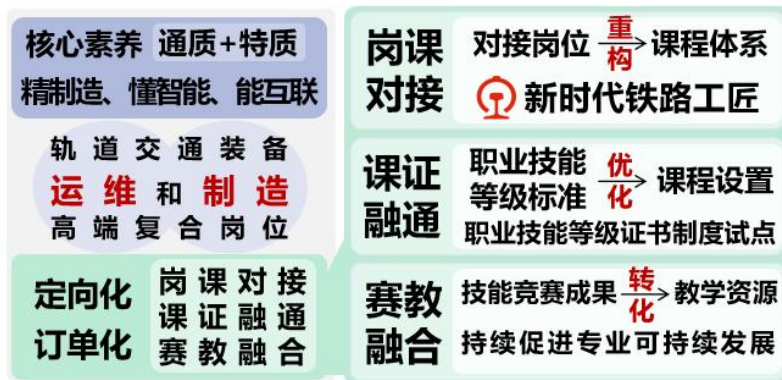 核心素养 通质+特质
精制造、懂智能、能互联
轨道交通装备
运维和制造
高端复合岗位
定向化
订单化
岗课对接
课证融通
赛教融合
岗课
对接
对接岗位 重构 课程体系
新时代铁路工匠
课证
融通
职业技能
等级标准
优化
课程设置
职业技能等级证书制度试点
赛教
融合
技能竞赛成果 转化 教学资源
持续促进专业可持续发展